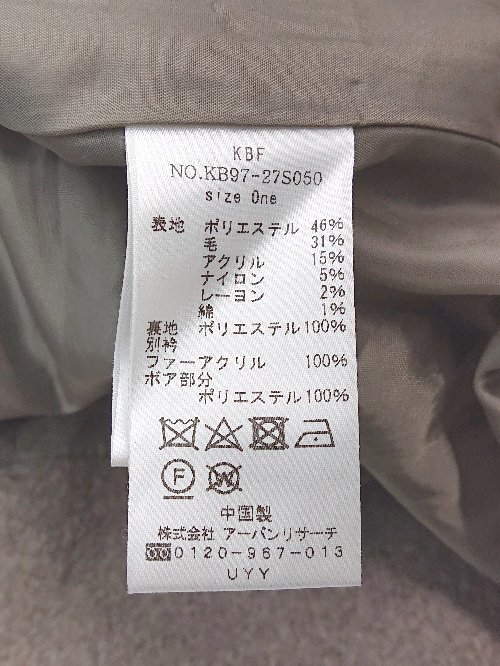 KBF
NO.KB97-27S050
size One
表地 ポリエステル 46%
毛 31%
アクリル 15%
ナイロン 5%
レーヨン 2%
綿 1%
裏地 ポリエステル100%
別衿
ファーアクリル 100%
ボア部分
ポリエステル100%
F
W
中国製
株式会社 アーバンリサーチ
0120-967-013
UYY